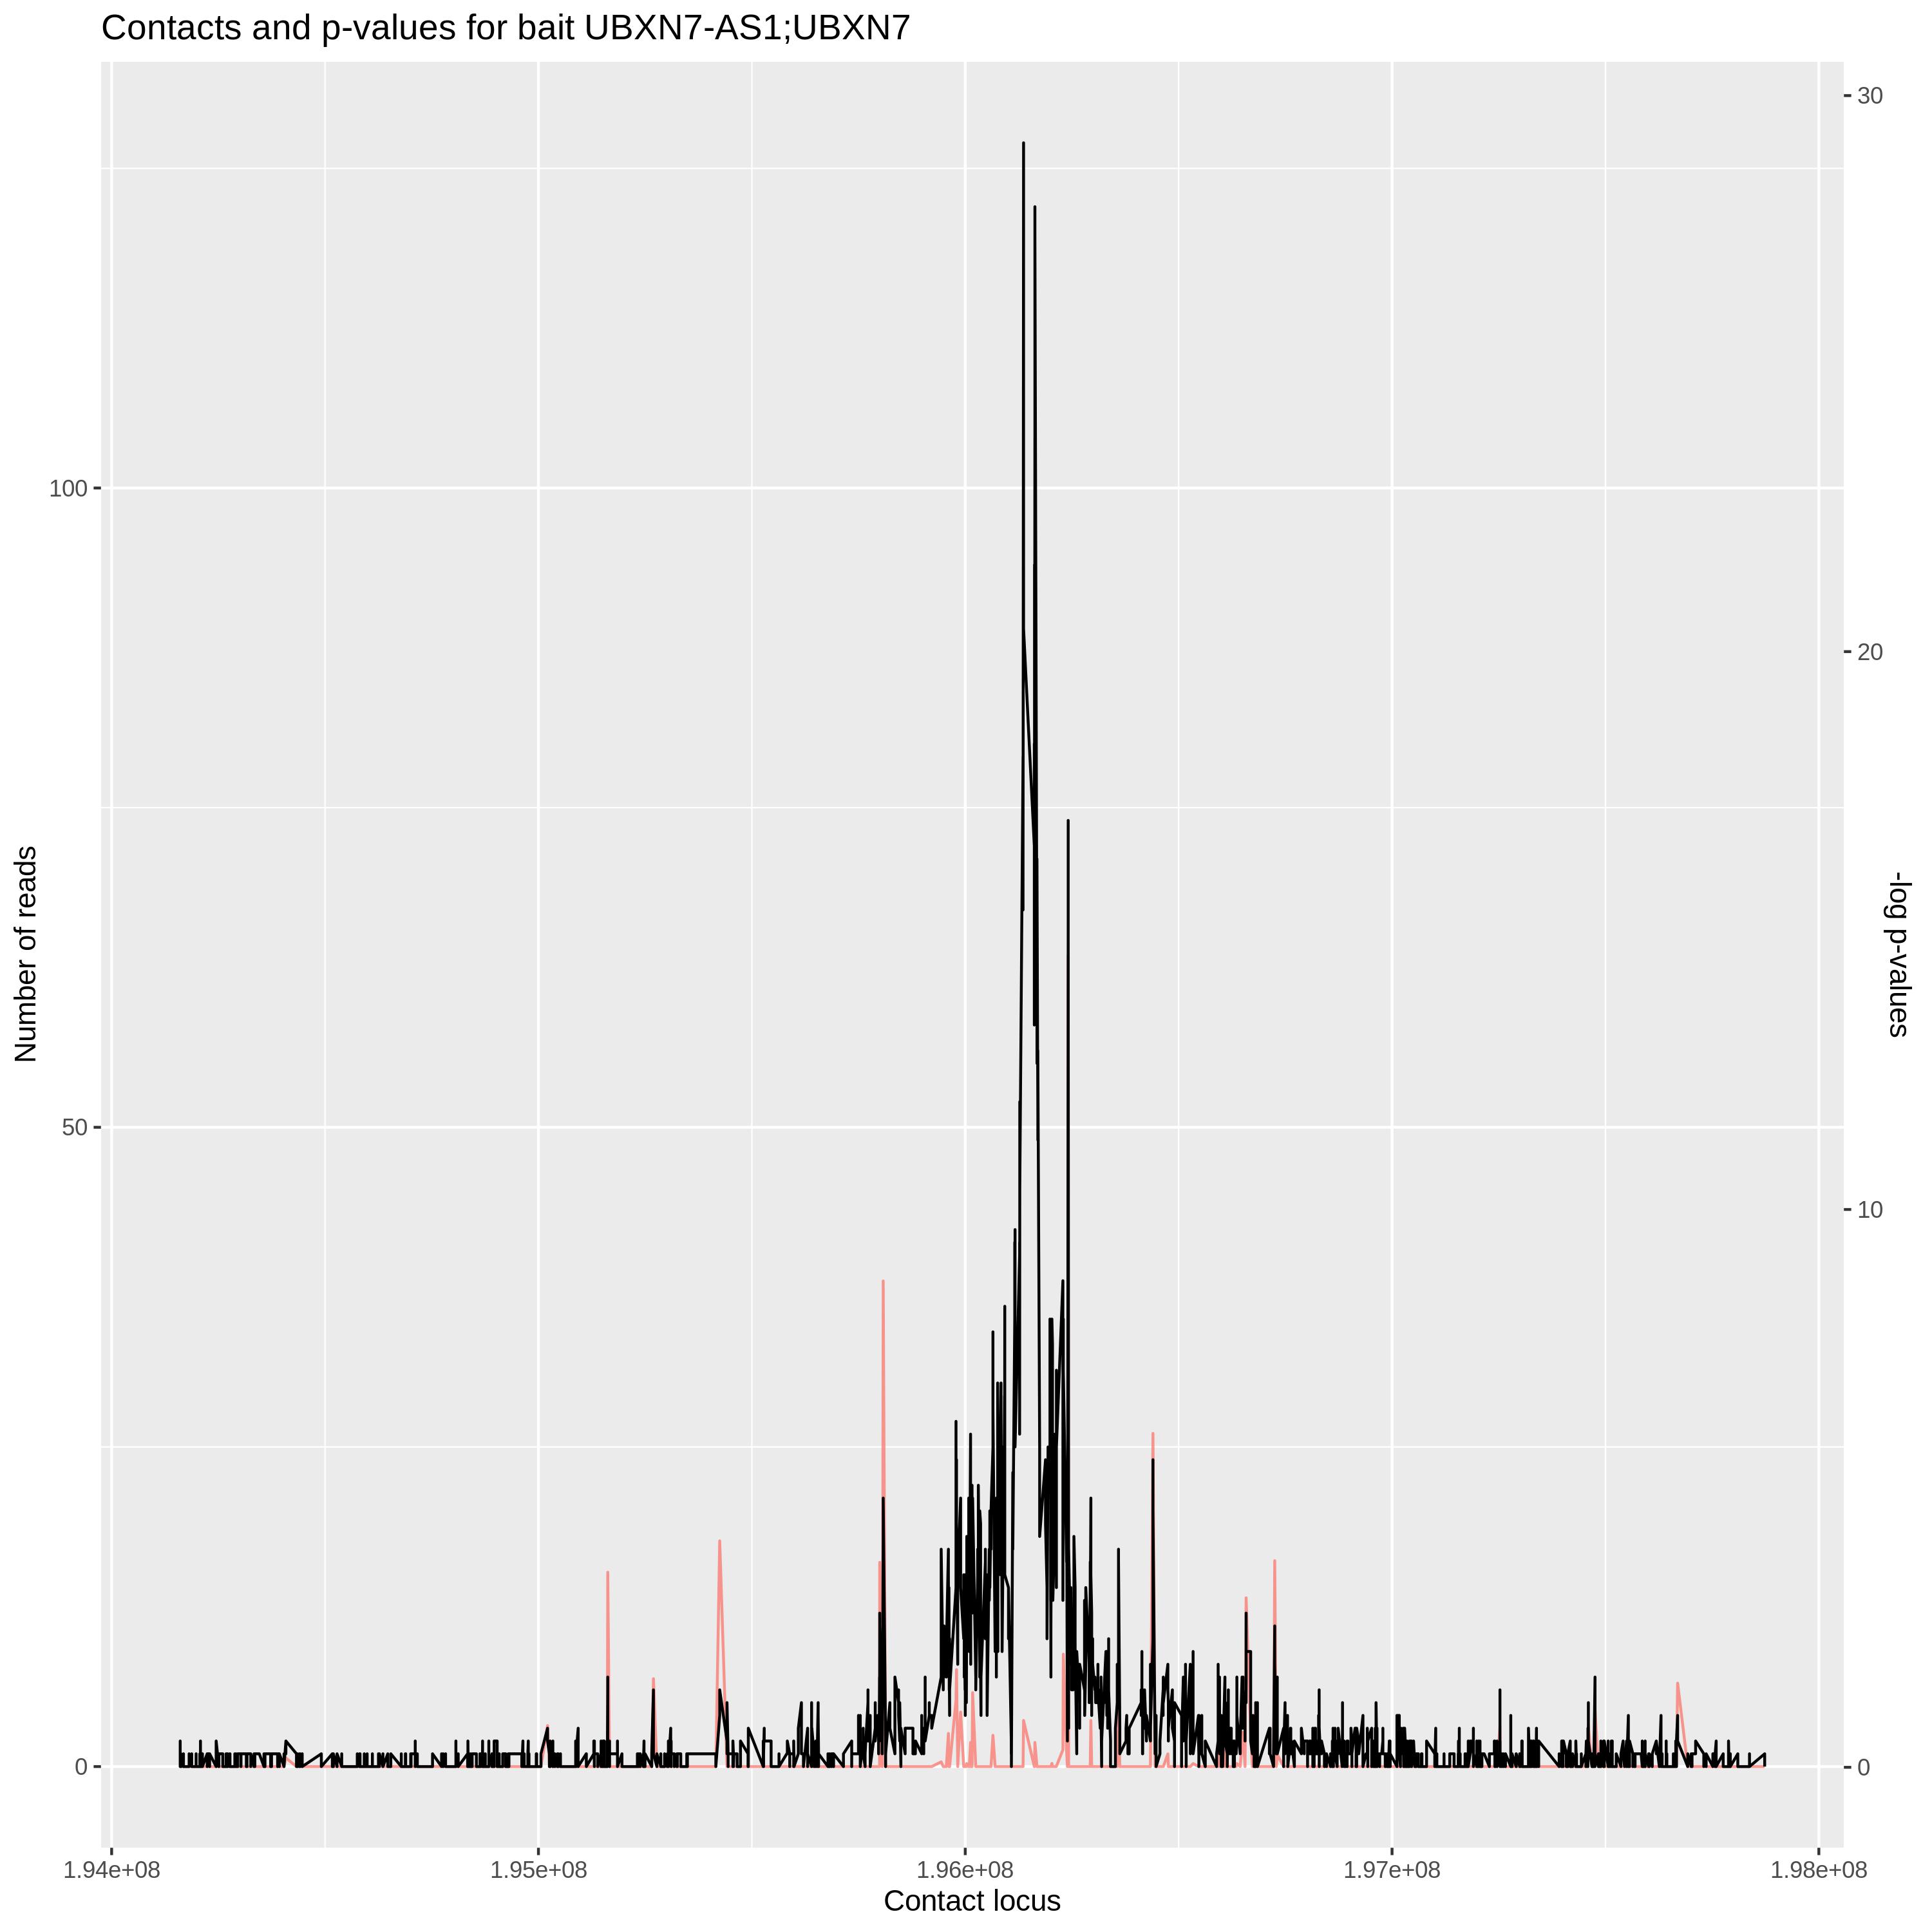 Contacts and p-values for bait UBXN7-AS1;UBXN7
Number of reads
100
50
0
30
20
10
0
-log p-values
1.94e+08
1.95e+08
1.96e+08
1.97e+08
1.98e+08
Contact locus